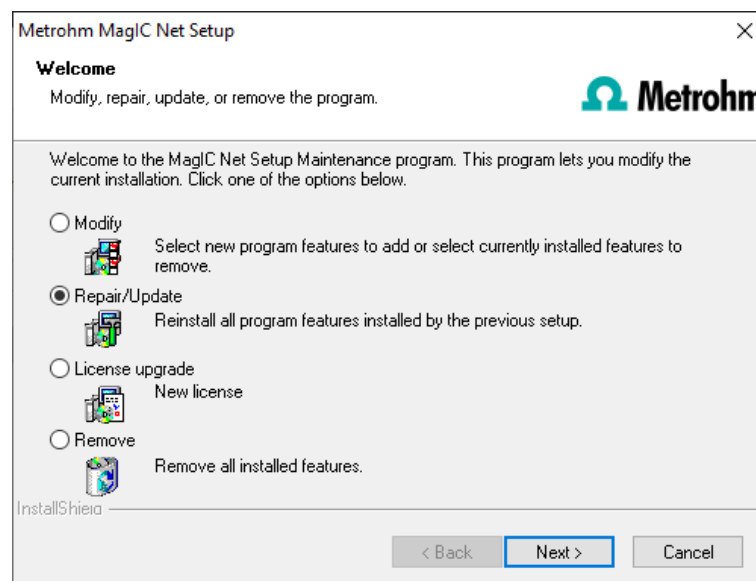 Metrohm MagIC Net Setup
Welcome
Modify, repair, update, or remove the program.
Metrohm
Welcome to the MagIC Net Setup Maintenance program. This program lets you modify the
current installation. Click one of the options below.
Modify
Select new program features to add or select currently installed features to
remove.
Repair/Update
Reinstall all program features installed by the previous setup.
License upgrade
New license
Remove
Remove all installed features.
InstallShield
< Back Next > Cancel